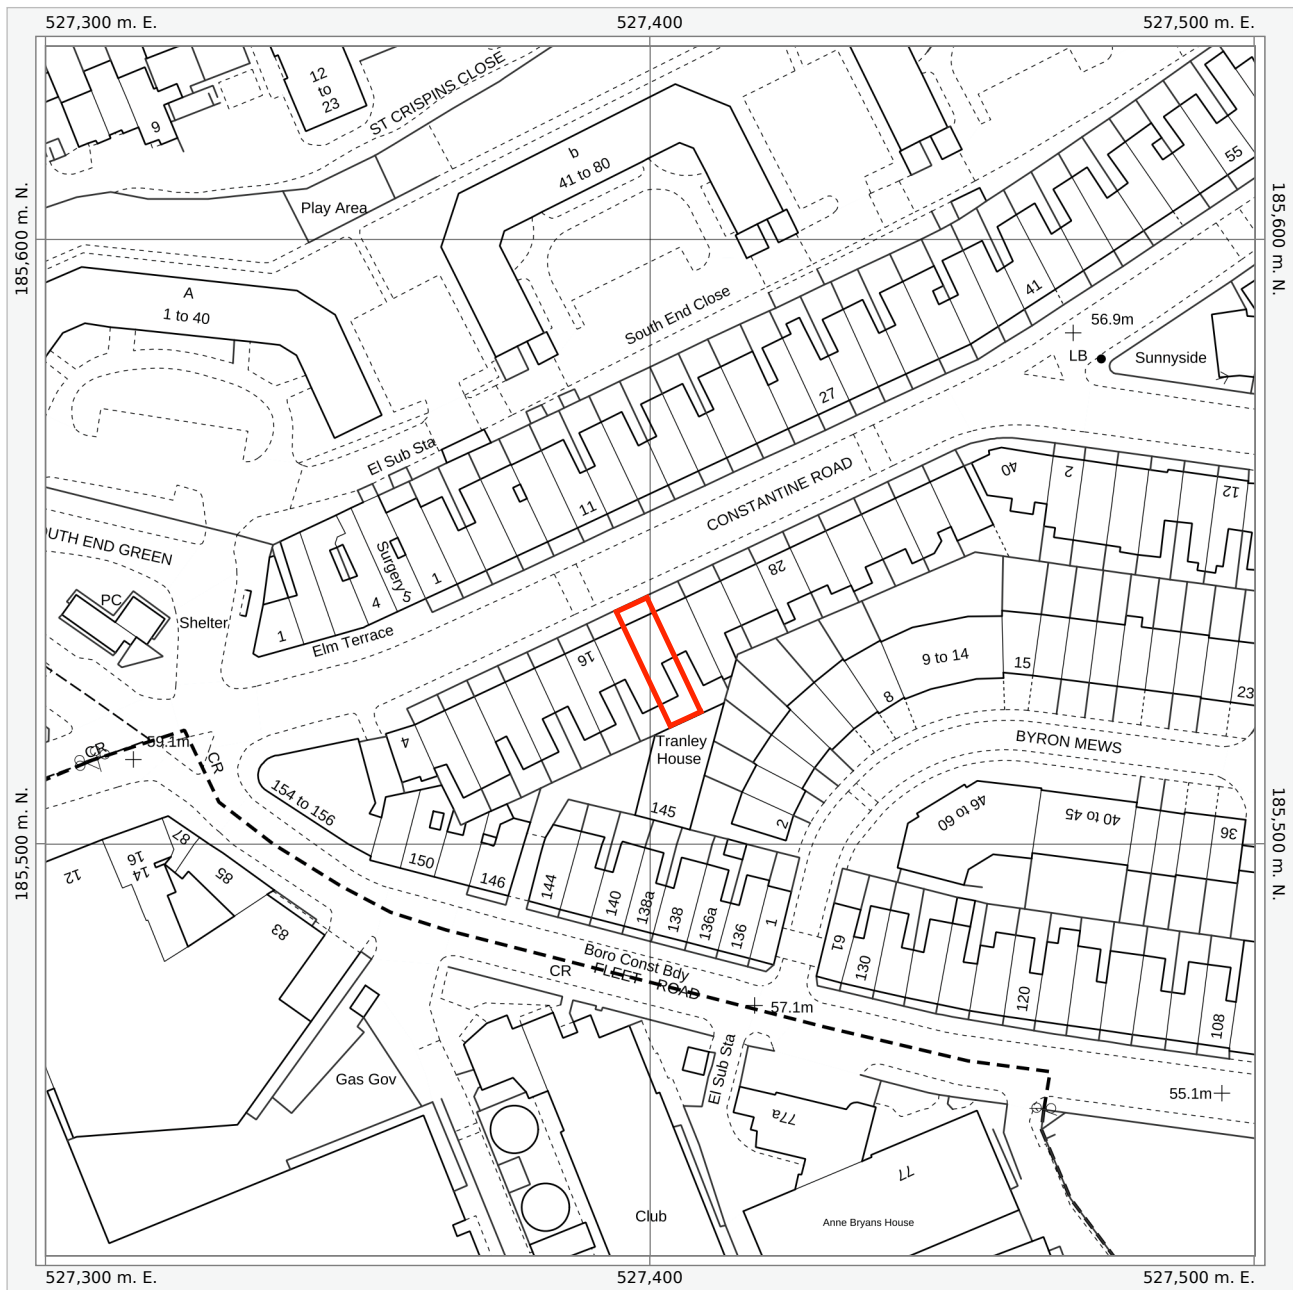 527,300 m. E.
527,400
527,500 m. E.
185,600 m. N.
185,600 m. N.
185,500 m. N.
185,500 m. N.
12
to
23
ST CRISPINS CLOSE
9
b
41 to 80
55
Play Area
A
1 to 40
South End Close
41
56.9m
LB
Sunnyside
27
El Sub Sta
CONSTANTINE ROAD
40
2
12
11
OUTH END GREEN
Surgery
1
4
5
28
PC
Shelter
1
Elm Terrace
16
9 to 14
15
23
8
BYRON MEWS
4
CR
59.1m
CR
Tranley
House
154 to 156
145
2
46 to 60
40 to 45
36
150
146
144
140
138a
138
136a
136
1
87
16
14
12
85
83
61
130
120
108
Boro Const Bdy
CR
FLEET ROAD
57.1m
El Sub Sta
Gas Gov
77a
55.1m
77
Club
Anne Bryans House
527,300 m. E.
527,400
527,500 m. E.